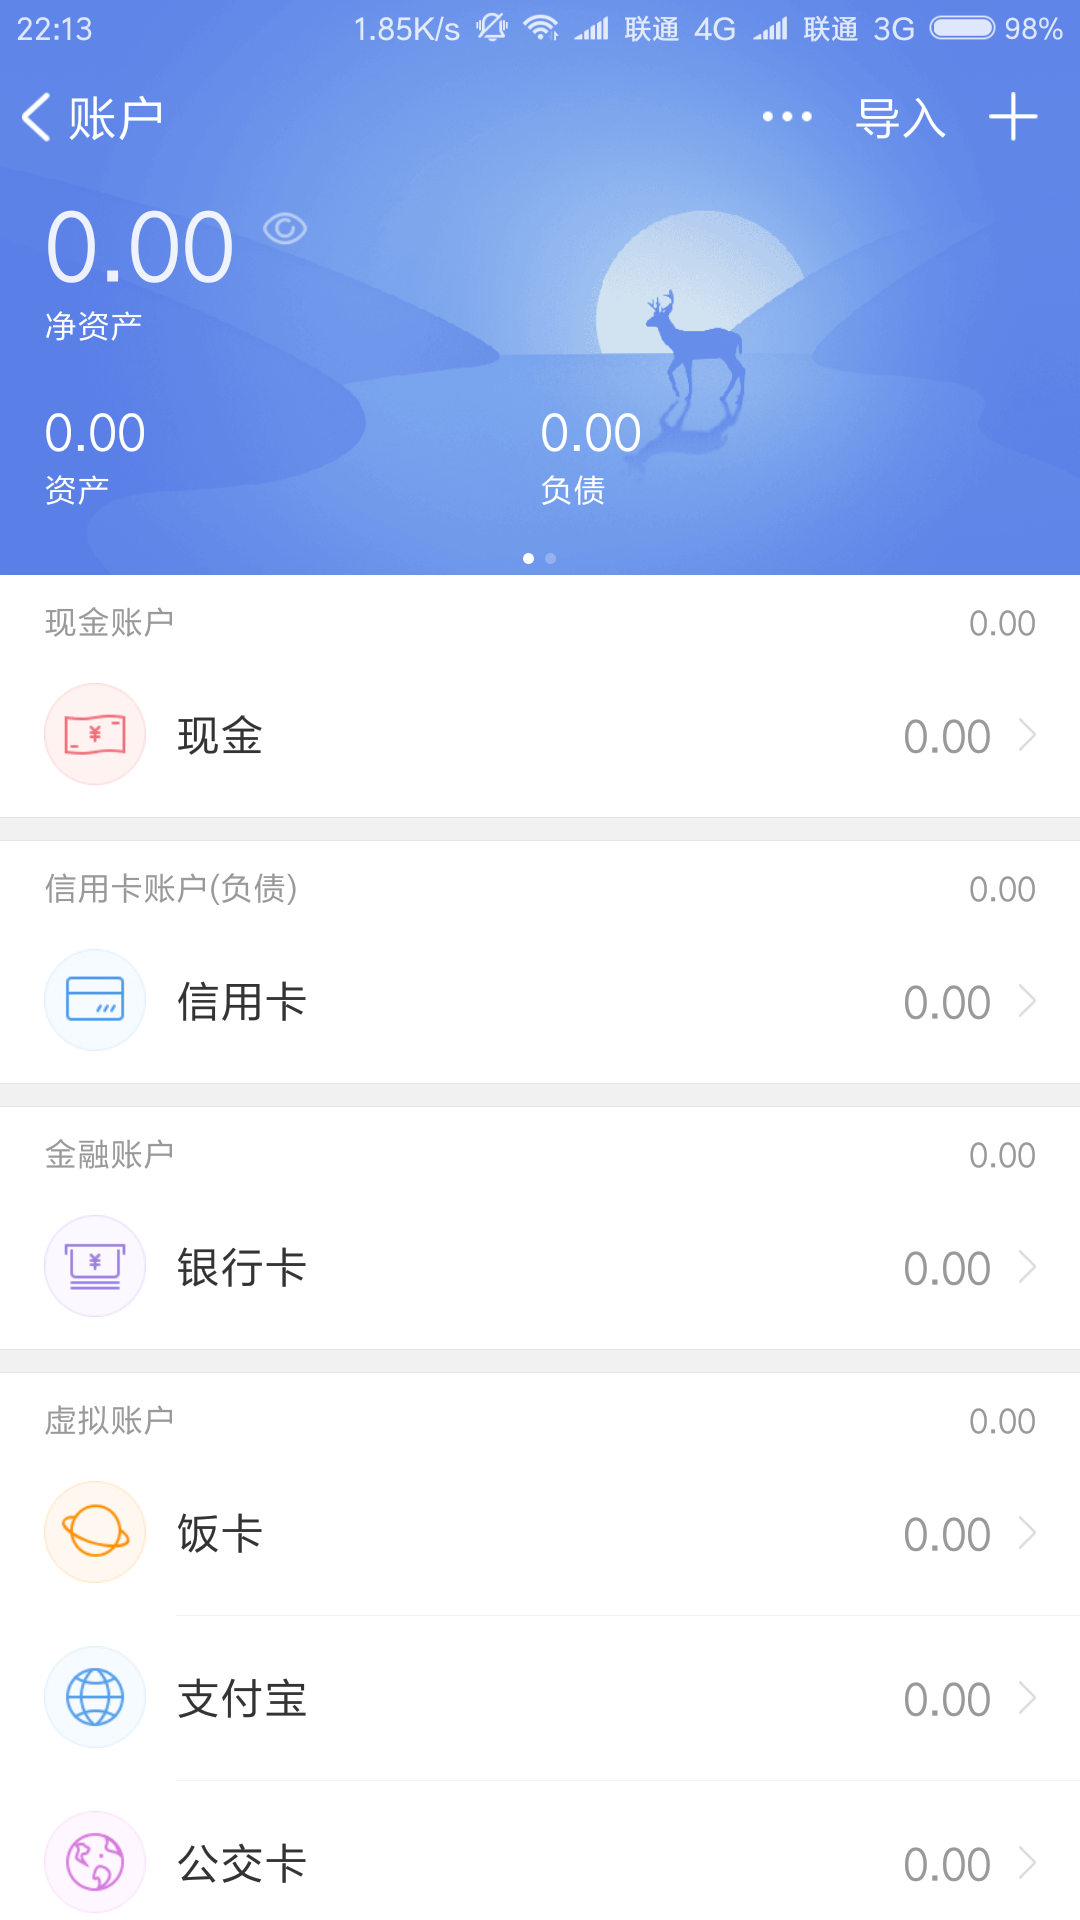 22:13 1.85K/s 联通 4G 联通 3G 98%
账户 ••• 导入
0.00
净资产
0.00 0.00
资产 负债
现金账户 0.00
¥ 现金 0.00
信用卡账户(负债) 0.00
信用卡 0.00
金融账户 0.00
¥ 银行卡 0.00
虚拟账户 0.00
饭卡 0.00
支付宝 0.00
公交卡 0.00